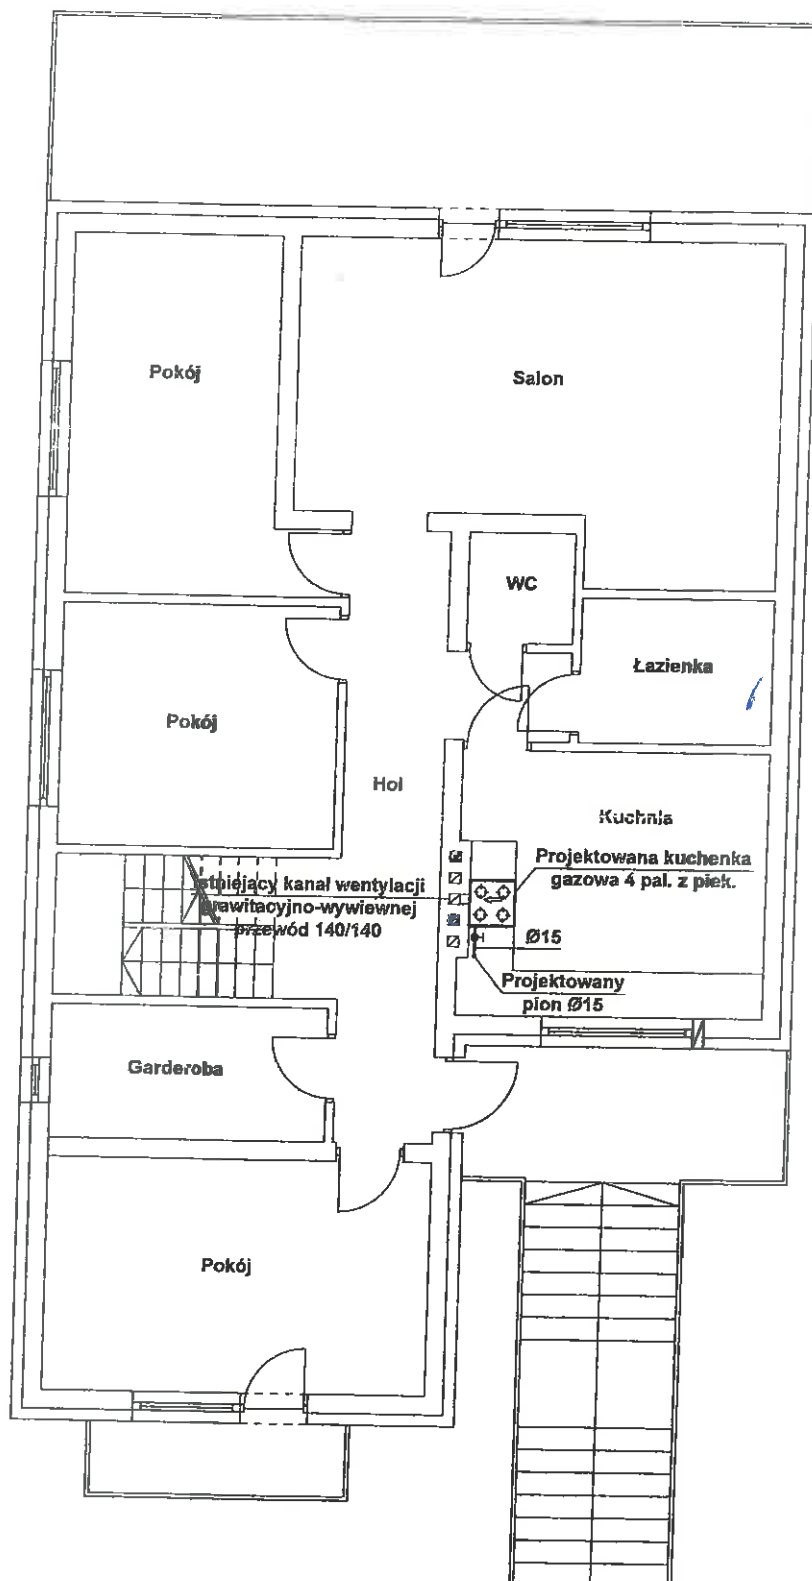 Pokój
Salon
WC
Łazienka
Pokój
Hol
Kuchnia
Projektowana kuchenka
gazowa 4 pal. z piek.
stniejący kanał wentylacji
grawitacyjno-wywiewnej
przewód 140/140
Ø15
Projektowany
pion Ø15
Garderoba
Pokój